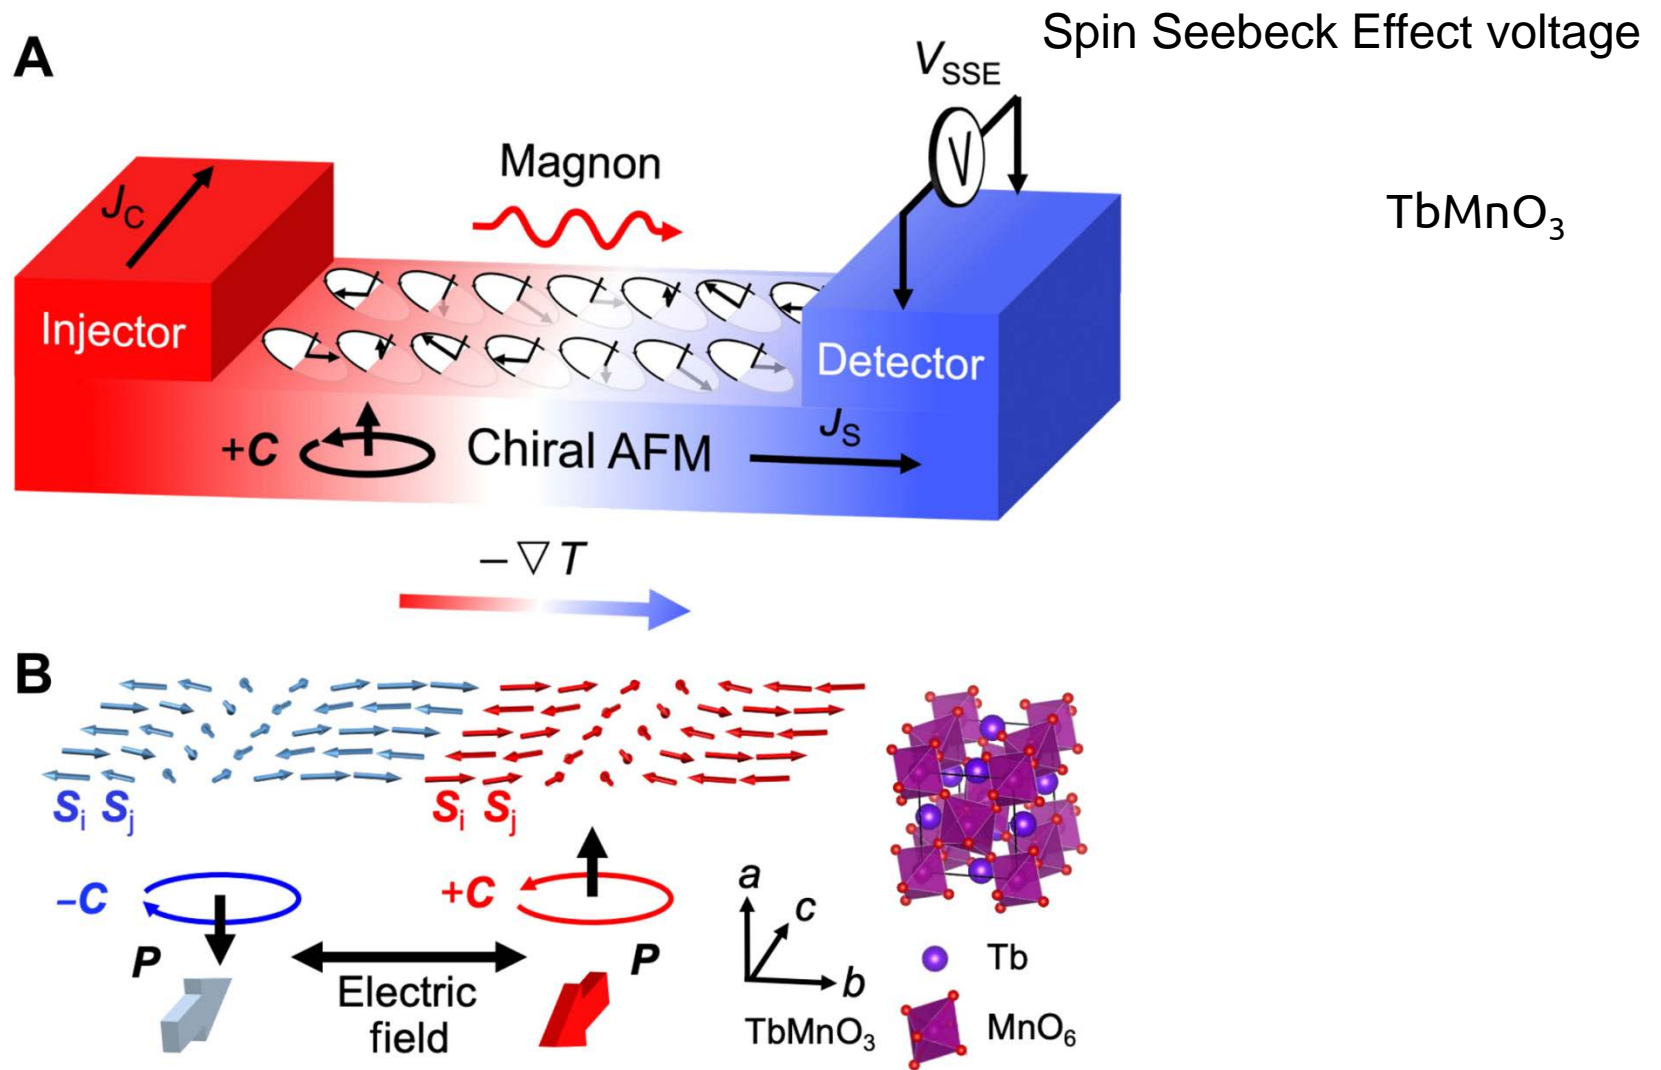 Spin Seebeck Effect voltage
A
V_SSE
V
Magnon
TbMnO₃
J_C
Injector
Detector
+C
Chiral AFM
J_S
− ▽ T
B
S_i S_j
S_i S_j
−C
+C
P
P
Electric
field
a
c
b
TbMnO₃
Tb
MnO₆